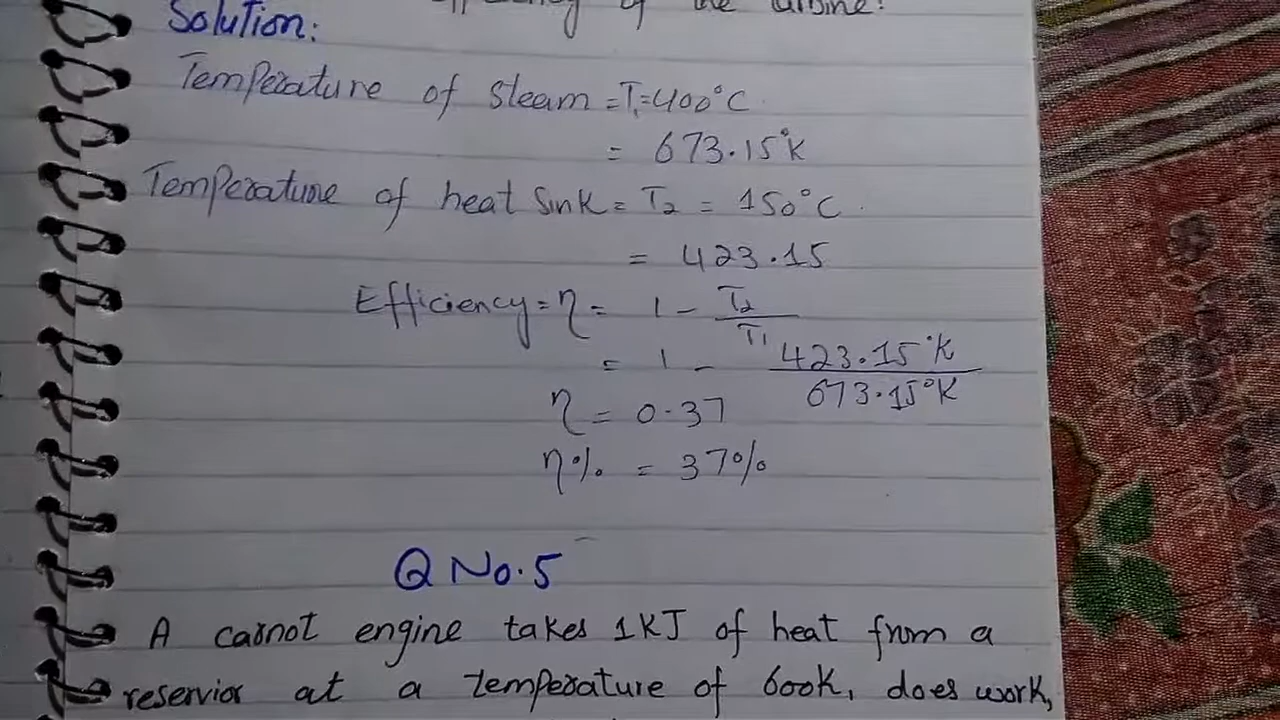 of the
Solution:
Temperature of Steam = T₁=400°C.
= 673.15°K
Temperature of heat Sink = T₂ = 150°C.
= 423.15
Efficiency = η = 1 - T₂/T₁
= 1 - 423.15°K/673.15°K
η = 0.37
η% = 37%
Q No.5
A carnot engine takes 1KJ of heat from a
reservior at a temperature of 600K, does work,